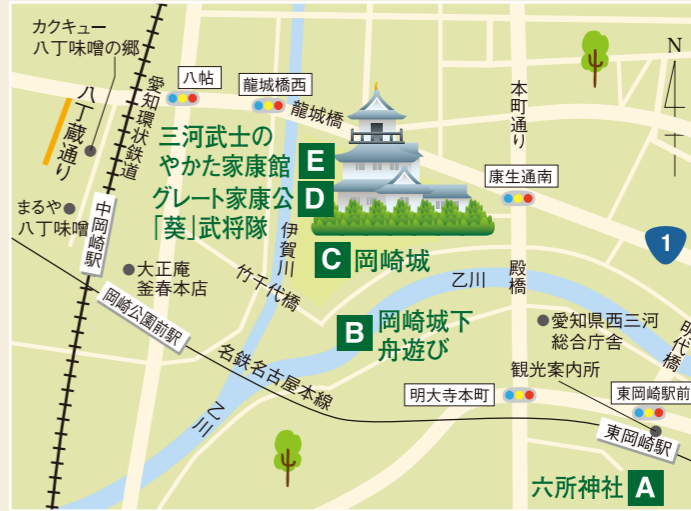 カクキュー
八丁味噌の郷
八帖
龍城橋西
N
八丁蔵通り
愛知環状鉄道
龍城橋
本町通り
三河武士の
やかた家康館
E
グレート家康公
「葵」武将隊
D
康生通南
まるや
八丁味噌
中岡崎駅
伊賀川
1
大正庵
釜春本店
竹千代橋
C
岡崎城
乙川
殿橋
岡崎公園前駅
B
岡崎城下
舟遊び
愛知県西三河
総合庁舎
明代橋
名鉄名古屋本線
観光案内所
乙川
明大寺本町
東岡崎駅前
東岡崎駅
六所神社
A